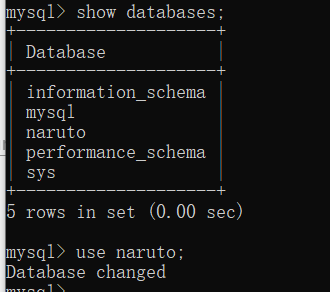 mysql> show databases;
+--------------------+
| Database           |
+--------------------+
| information_schema |
| mysql              |
| naruto             |
| performance_schema |
| sys                |
+--------------------+
5 rows in set (0.00 sec)
mysql> use naruto;
Database changed
mysql>